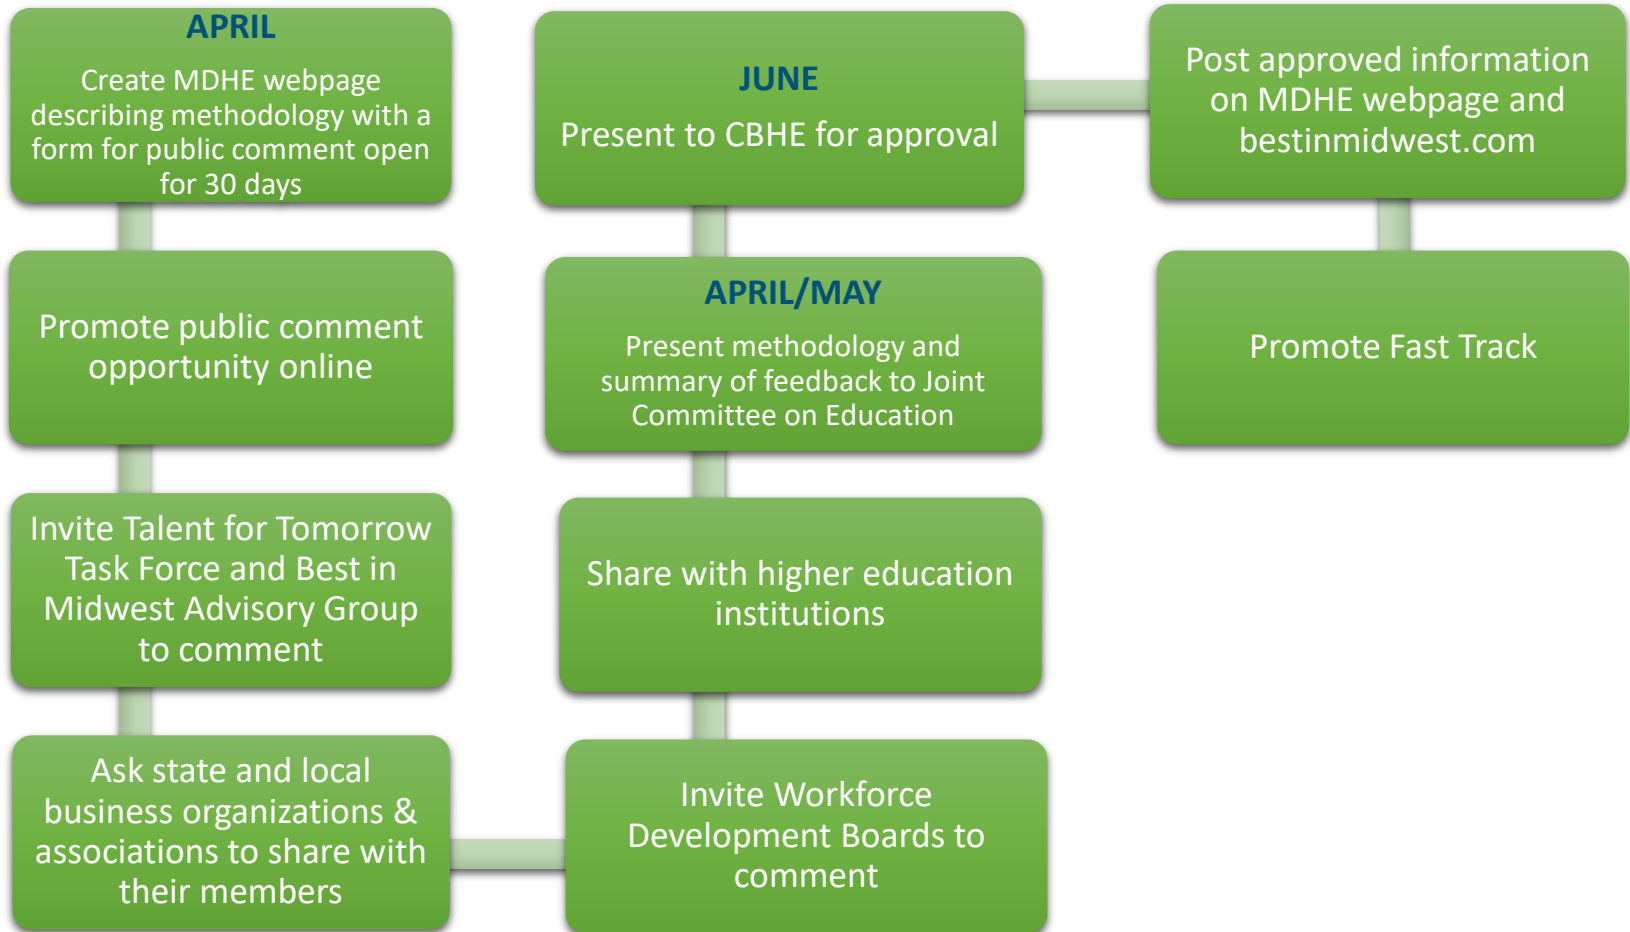 APRIL
Create MDHE webpage
describing methodology with a
form for public comment open
for 30 days
Promote public comment
opportunity online
Invite Talent for Tomorrow
Task Force and Best in
Midwest Advisory Group
to comment
Ask state and local
business organizations &
associations to share with
their members
Invite Workforce
Development Boards to
comment
Share with higher education
institutions
APRIL/MAY
Present methodology and
summary of feedback to Joint
Committee on Education
JUNE
Present to CBHE for approval
Post approved information
on MDHE webpage and
bestinmidwest.com
Promote Fast Track